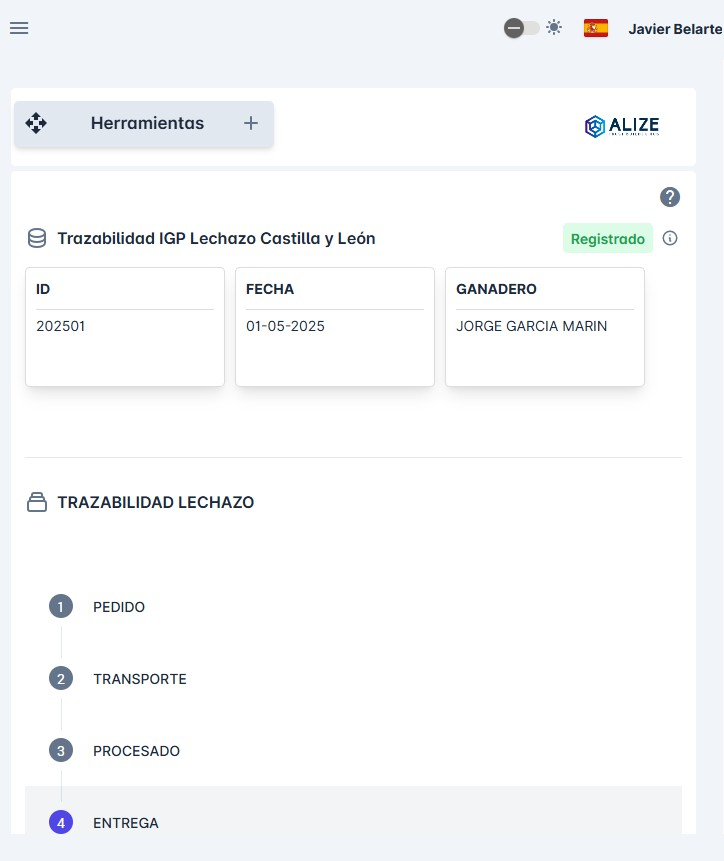 Javier Belarte
Herramientas +
ALIZE
?
Trazabilidad IGP Lechazo Castilla y León
Registrado
ID
202501
FECHA
01-05-2025
GANADERO
JORGE GARCIA MARIN
TRAZABILIDAD LECHAZO
1 PEDIDO
2 TRANSPORTE
3 PROCESADO
4 ENTREGA